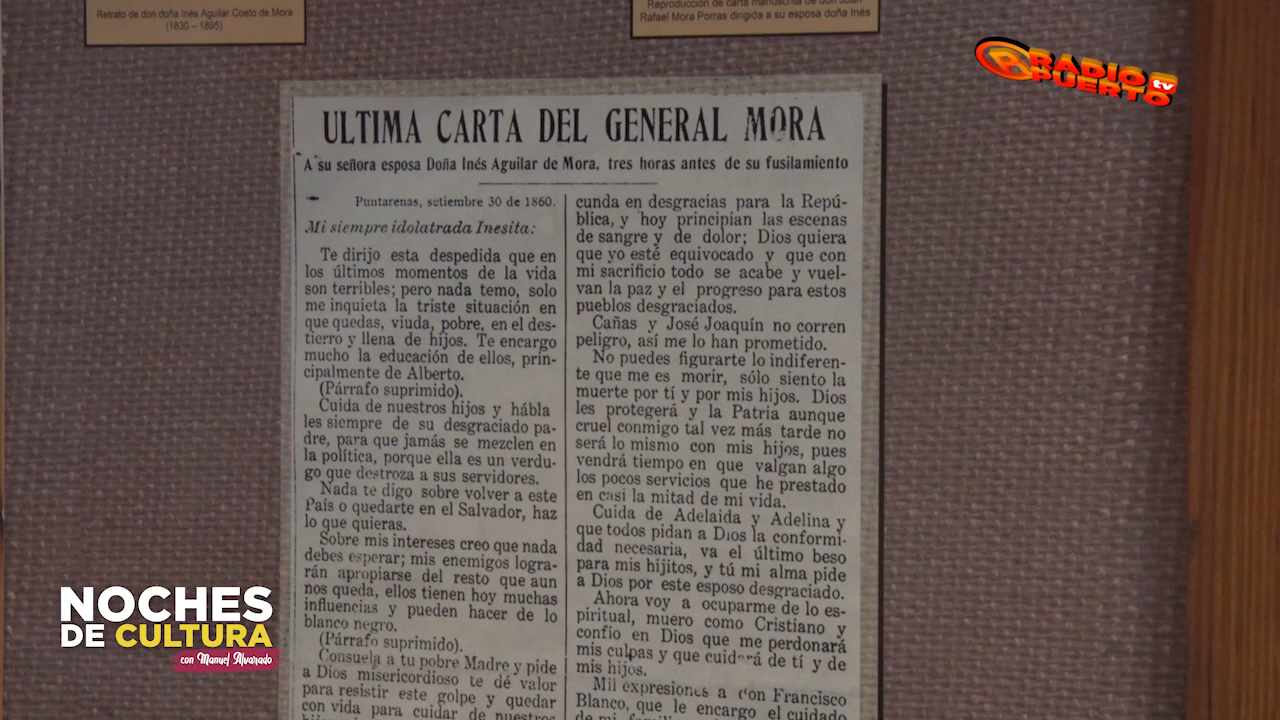 Retrato de don doña Inés Aguilar Coeto de Mora
(1830 – 1895)
Reproducción de carta manuscrita de don Juan
Rafael Mora Porras dirigida a su esposa doña Inés
RADIO
PUERTO
tv
ULTIMA CARTA DEL GENERAL MORA
A su señora esposa Doña Inés Aguilar de Mora, tres horas antes de su fusilamiento
Puntarenas, setiembre 30 de 1860.
Mi siempre idolatrada Inesita:
Te dirijo esta despedida que en
los últimos momentos de la vida
son terribles; pero nada temo, solo
me inquieta la triste situación en
que quedas, viuda, pobre, en el des-
tierro y llena de hijos. Te encargo
mucho la educación de ellos, prin-
cipalmente de Alberto.
(Párrafo suprimido).
Cuida de nuestros hijos y hábla
les siempre de su desgraciado pa-
dre, para que jamás se mezclen en
la política, porque ella es un verdu-
go que destroza a sus servidores.
Nada te digo sobre volver a este
País o quedarte en el Salvador, haz
lo que quieras.
Sobre mis intereses creo que nada
debes esperar; mis enemigos logra-
rán apropiarse del resto que aun
nos queda, ellos tienen hoy muchas
influencias y pueden hacer de lo
blanco negro.
(Párrafo suprimido).
Consuela a tu pobre Madre y pide
a Dios misericordioso te dé valor
para resistir este golpe y quedar
con vida para cuidar de nuestros
cunda en desgracias para la Repú-
blica, y hoy principian las escenas
de sangre y de dolor; Dios quiera
que yo esté equivocado y que con
mi sacrificio todo se acabe y vuel-
van la paz y el progreso para estos
pueblos desgraciados.
Cañas y José Joaquín no corren
peligro, así me lo han prometido.
No puedes figurarte lo indiferen-
te que me es morir, sólo siento la
muerte por tí y por mis hijos. Dios
les protegerá y la Patria aunque
cruel conmigo tal vez más tarde no
será lo mismo con mis hijos, pues
vendrá tiempo en que valgan algo
los pocos servicios que he prestado
en casi la mitad de mi vida.
Cuida de Adelaida y Adelina y
que todos pidan a Dios la conformi-
dad necesaria, va el último beso
para mis hijitos, y tú mi alma pide
a Dios por este esposo desgraciado.
Ahora voy a ocuparme de lo es-
piritual, muero como Cristiano y
confío en Dios que me perdonará
mis culpas y que cuidará de tí y de
mis hijos.
Mil expresiones a don Francisco
Blanco, que le encargo el cuidado
NOCHES
DE CULTURA
con Manuel Alvarado